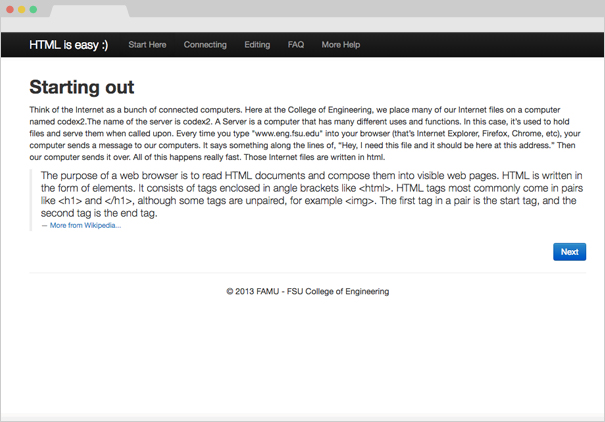 HTML is easy :) Start Here Connecting Editing FAQ More Help
Starting out
Think of the Internet as a bunch of connected computers. Here at the College of Engineering, we place many of our Internet files on a computer
named codex2.The name of the server is codex2. A Server is a computer that has many different uses and functions. In this case, it's used to hold
files and serve them when called upon. Every time you type "www.eng.fsu.edu" into your browser (that's Internet Explorer, Firefox, Chrome, etc), your
computer sends a message to our computers. It says something along the lines of, “Hey, I need this file and it should be here at this address.” Then
our computer sends it over. All of this happens really fast. Those Internet files are written in html.
The purpose of a web browser is to read HTML documents and compose them into visible web pages. HTML is written in
the form of elements. It consists of tags enclosed in angle brackets like <html>. HTML tags most commonly come in pairs
like <h1> and </h1>, although some tags are unpaired, for example <img>. The first tag in a pair is the start tag, and the
second tag is the end tag.
— More from Wikipedia...
Next
© 2013 FAMU - FSU College of Engineering